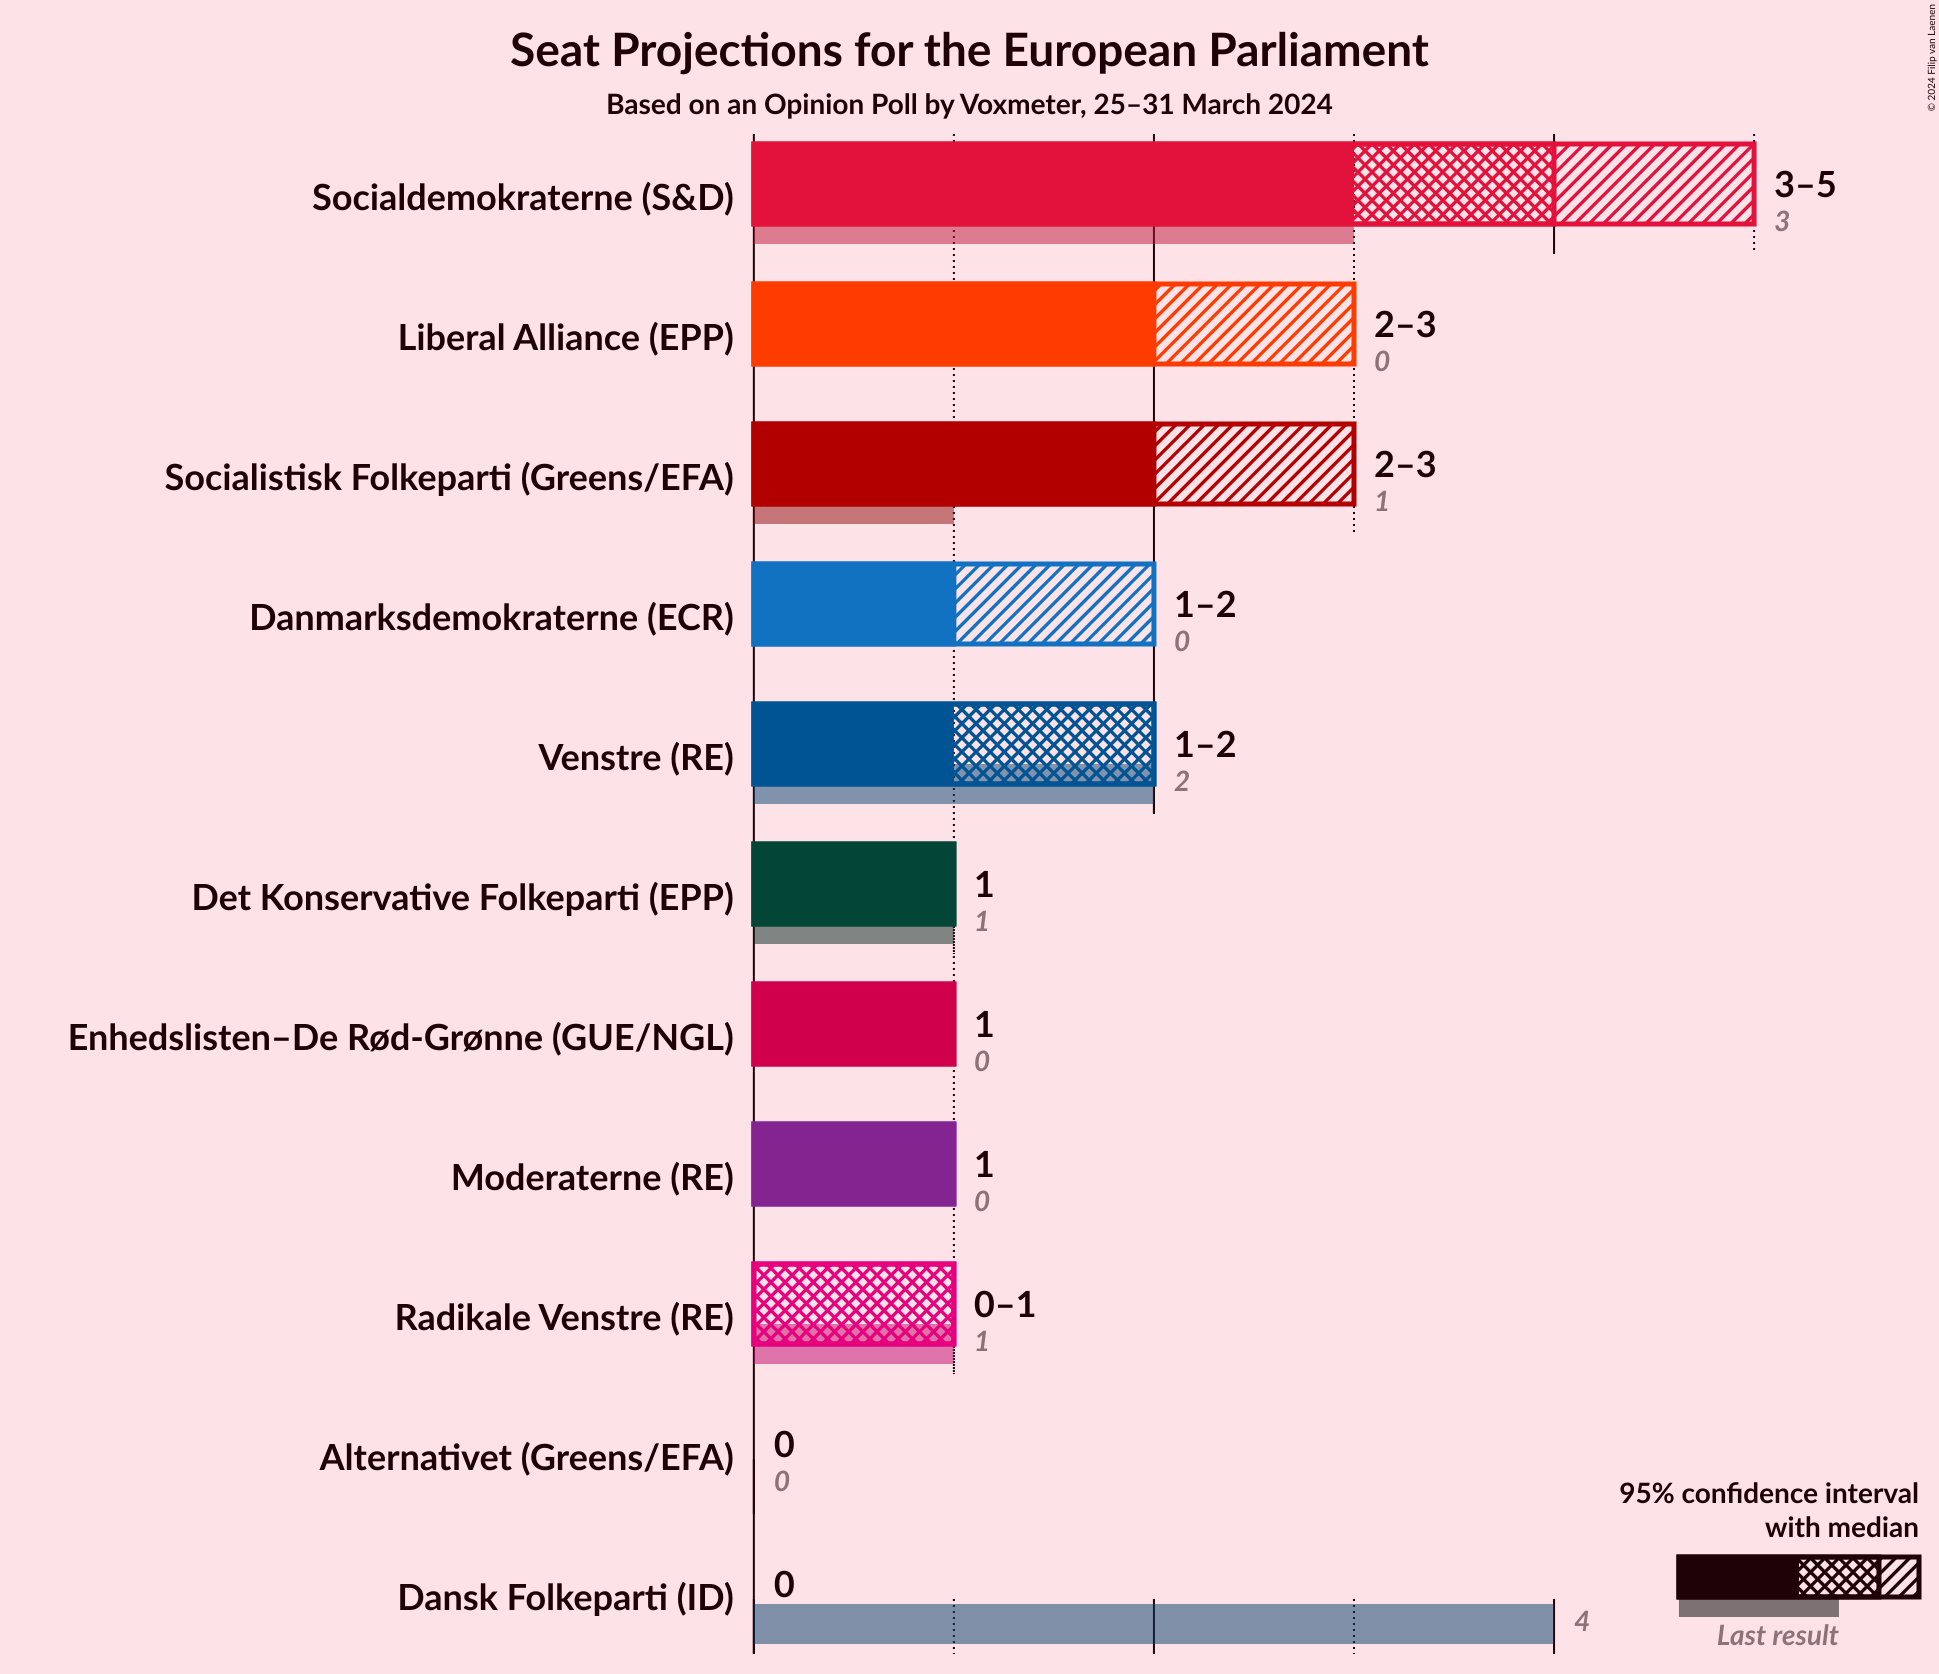 Seat Projections for the European Parliament
Based on an Opinion Poll by Voxmeter, 25–31 March 2024
© 2024 Filip van Laenen
Socialdemokraterne (S&D)
3–5
3
Liberal Alliance (EPP)
2–3
0
Socialistisk Folkeparti (Greens/EFA)
2–3
1
Danmarksdemokraterne (ECR)
1–2
0
Venstre (RE)
1–2
2
Det Konservative Folkeparti (EPP)
1
1
Enhedslisten–De Rød-Grønne (GUE/NGL)
1
0
Moderaterne (RE)
1
0
Radikale Venstre (RE)
0–1
1
Alternativet (Greens/EFA)
0
0
Dansk Folkeparti (ID)
0
4
95% confidence interval
with median
Last result